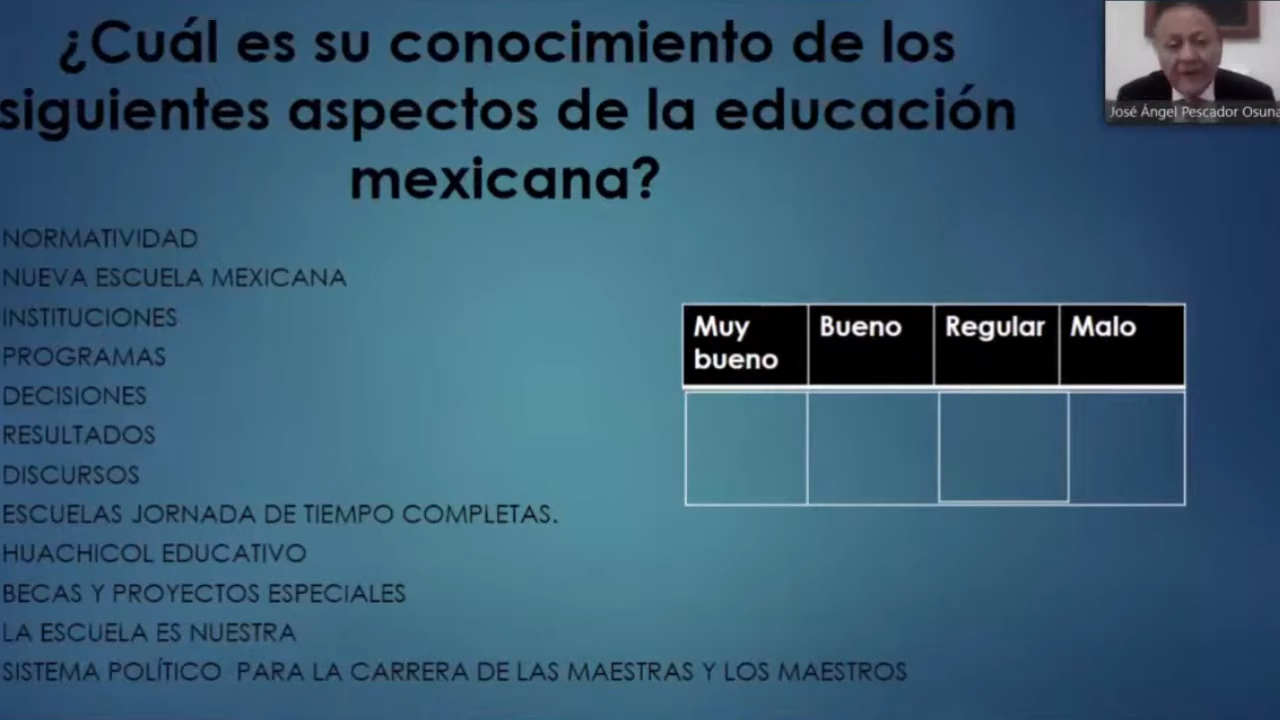 ¿Cuál es su conocimiento de los
siguientes aspectos de la educación
mexicana?
José Ángel Pescador Osuna
NORMATIVIDAD
NUEVA ESCUELA MEXICANA
INSTITUCIONES
PROGRAMAS
DECISIONES
RESULTADOS
DISCURSOS
ESCUELAS JORNADA DE TIEMPO COMPLETAS.
HUACHICOL EDUCATIVO
BECAS Y PROYECTOS ESPECIALES
LA ESCUELA ES NUESTRA
SISTEMA POLÍTICO PARA LA CARRERA DE LAS MAESTRAS Y LOS MAESTROS
Muy bueno
Bueno
Regular
Malo